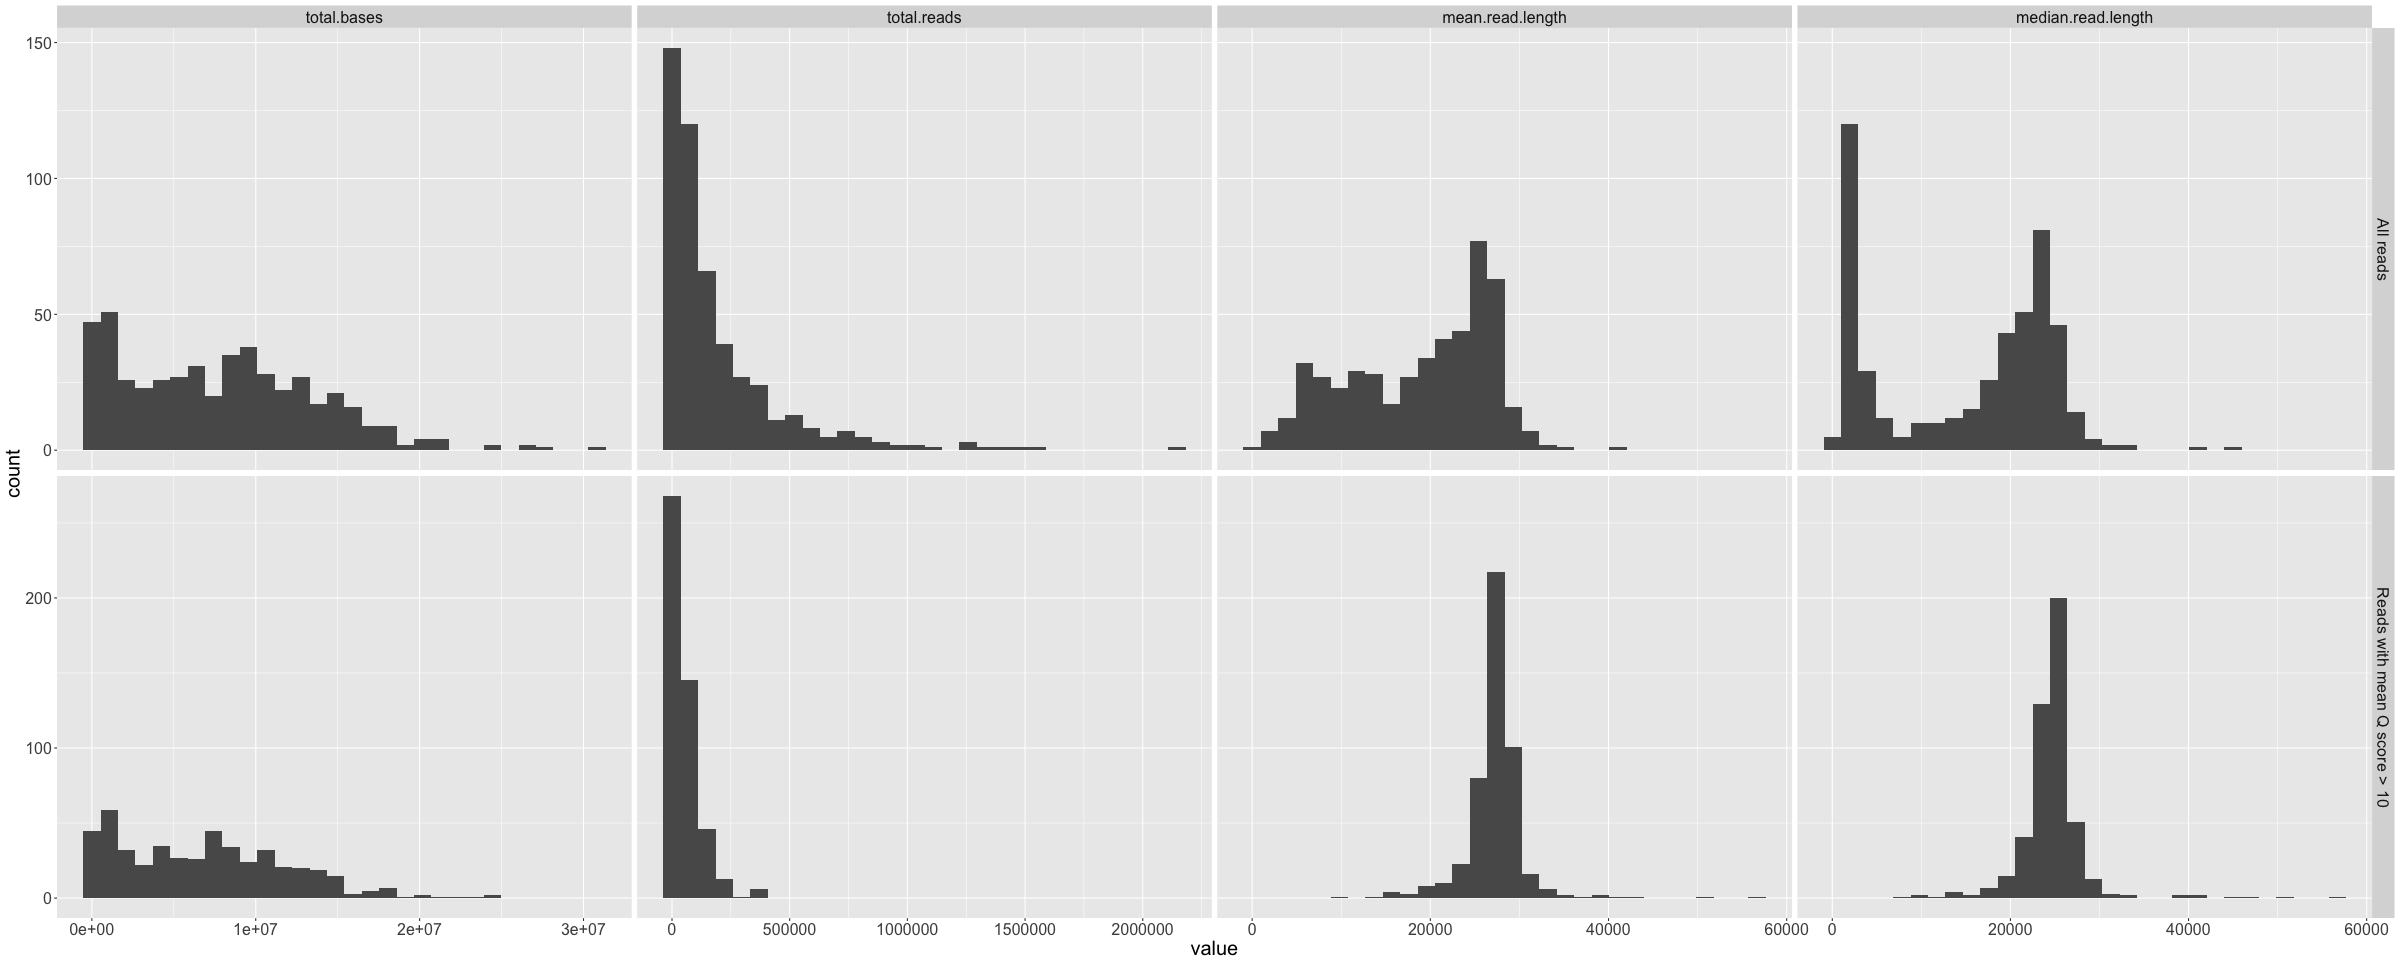 total.bases total.reads mean.read.length median.read.length
150
100
50
0
All reads
count
200
100
0
Reads with mean Q score > 10
0e+00 1e+07 2e+07 3e+07 0 500000 1000000 1500000 2000000 0 20000 40000 60000 0 20000 40000 60000
value